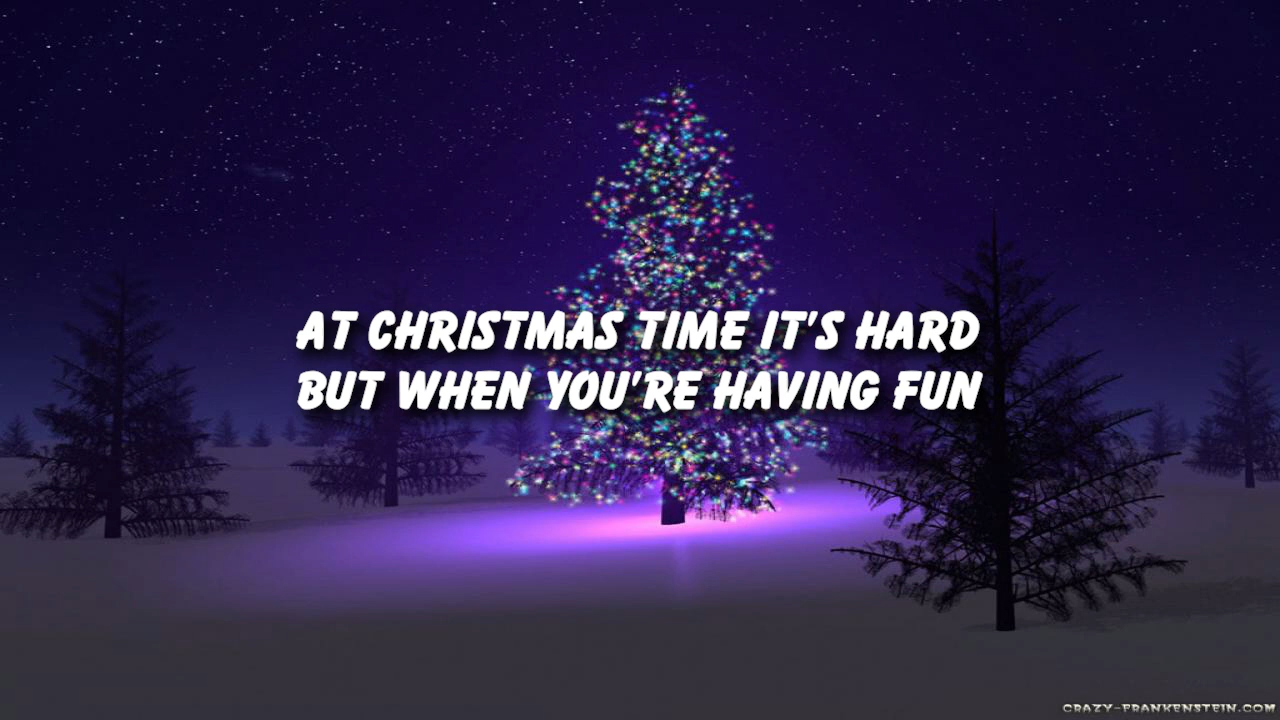 AT CHRISTMAS TIME IT'S HARD
BUT WHEN YOU'RE HAVING FUN
CRAZY-FRANKENSTEIN.COM